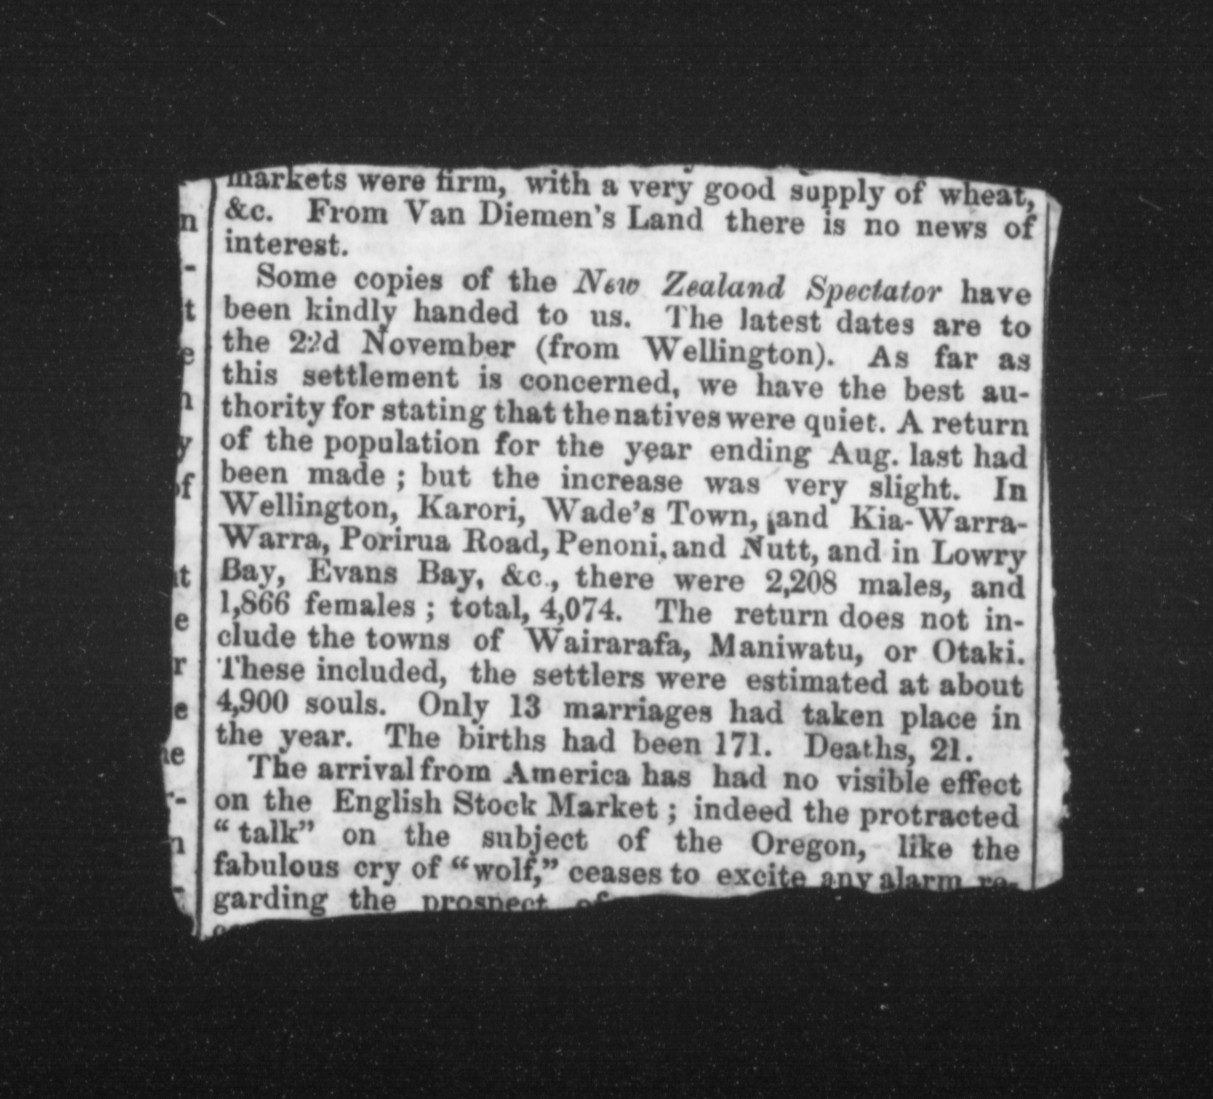 markets were firm, with a very good supply of wheat,
&c. From Van Diemen's Land there is no news of
interest.
Some copies of the New Zealand Spectator have
been kindly handed to us. The latest dates are to
the 22d November (from Wellington). As far as
this settlement is concerned, we have the best au-
thority for stating that the natives were quiet. A return
of the population for the year ending Aug. last had
been made ; but the increase was very slight. In
Wellington, Karori, Wade's Town, and Kia-Warra-
Warra, Porirua Road, Penoni, and Nutt, and in Lowry
Bay, Evans Bay, &c., there were 2,208 males, and
1,866 females ; total, 4,074. The return does not in-
clude the towns of Wairarafa, Maniwatu, or Otaki.
These included, the settlers were estimated at about
4,900 souls. Only 13 marriages had taken place in
the year. The births had been 171. Deaths, 21.
The arrival from America has had no visible effect
on the English Stock Market ; indeed the protracted
“talk” on the subject of the Oregon, like the
fabulous cry of “wolf,” ceases to excite any alarm re-
garding the prospect of